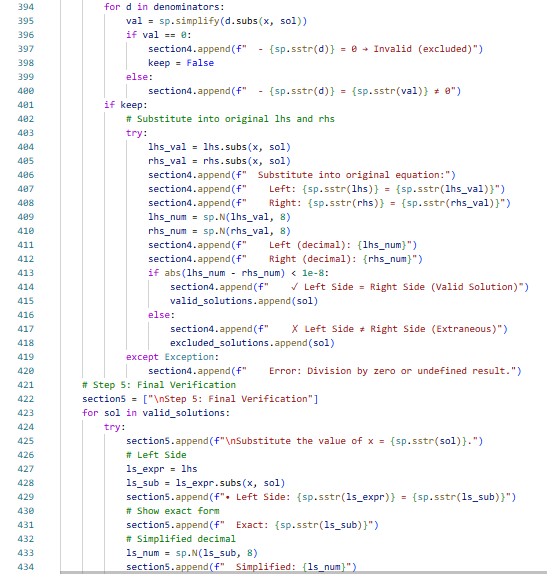 394 for d in denominators:
395 val = sp.simplify(d.subs(x, sol))
396 if val == 0:
397 section4.append(f"  - {sp.sstr(d)} = 0 → Invalid (excluded)")
398 keep = False
399 else:
400 section4.append(f"  - {sp.sstr(d)} = {sp.sstr(val)} ≠ 0")
401 if keep:
402 # Substitute into original lhs and rhs
403 try:
404 lhs_val = lhs.subs(x, sol)
405 rhs_val = rhs.subs(x, sol)
406 section4.append(f"  Substitute into original equation:")
407 section4.append(f"    Left: {sp.sstr(lhs)} = {sp.sstr(lhs_val)}")
408 section4.append(f"    Right: {sp.sstr(rhs)} = {sp.sstr(rhs_val)}")
409 lhs_num = sp.N(lhs_val, 8)
410 rhs_num = sp.N(rhs_val, 8)
411 section4.append(f"    Left (decimal): {lhs_num}")
412 section4.append(f"    Right (decimal): {rhs_num}")
413 if abs(lhs_num - rhs_num) < 1e-8:
414 section4.append(f"    ✓ Left Side = Right Side (Valid Solution)")
415 valid_solutions.append(sol)
416 else:
417 section4.append(f"    ✗ Left Side ≠ Right Side (Extraneous)")
418 excluded_solutions.append(sol)
419 except Exception:
420 section4.append(f"    Error: Division by zero or undefined result.")
421 # Step 5: Final Verification
422 section5 = ["\nStep 5: Final Verification"]
423 for sol in valid_solutions:
424 try:
425 section5.append(f"\nSubstitute the value of x = {sp.sstr(sol)}.")
426 # Left Side
427 ls_expr = lhs
428 ls_sub = ls_expr.subs(x, sol)
429 section5.append(f"• Left Side: {sp.sstr(ls_expr)} = {sp.sstr(ls_sub)}")
430 # Show exact form
431 section5.append(f"  Exact: {sp.sstr(ls_sub)}")
432 # Simplified decimal
433 ls_num = sp.N(ls_sub, 8)
434 section5.append(f"  Simplified: {ls_num}")